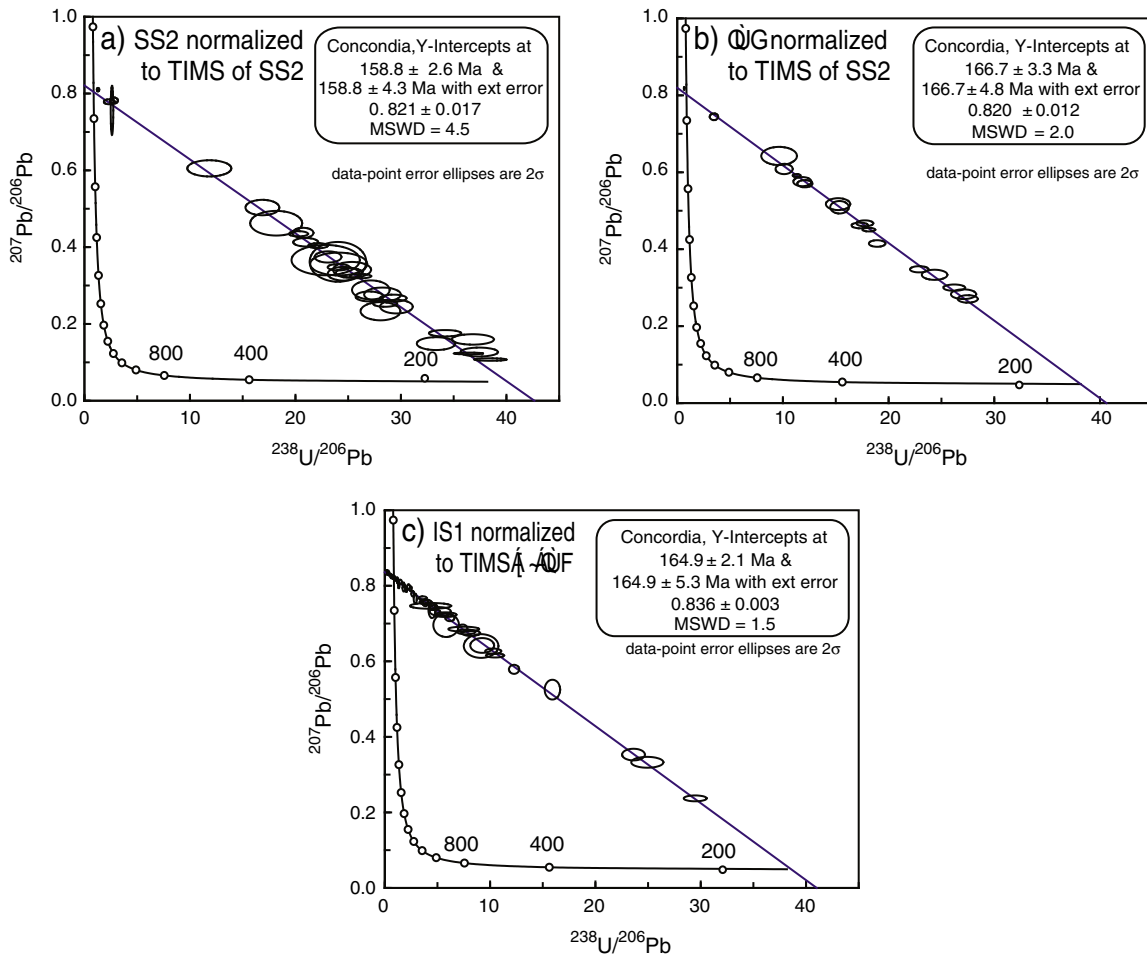 a) SS2 normalized
to TIMS of SS2
Concordia,Y-Intercepts at
158.8 ± 2.6 Ma &
158.8 ± 4.3 Ma with ext error
0.821 ± 0.017
MSWD = 4.5
data-point error ellipses are 2σ
1.0
0.8
0.6
0.4
0.2
0.0
²⁰⁷Pb/²⁰⁶Pb
800
400
200
0
10
20
30
40
²³⁸U/²⁰⁶Pb
b) normalized
to TIMS of SS2
Concordia, Y-Intercepts at
166.7 ± 3.3 Ma &
166.7 ± 4.8 Ma with ext error
0.820 ± 0.012
MSWD = 2.0
data-point error ellipses are 2σ
1.0
0.8
0.6
0.4
0.2
0.0
²⁰⁷Pb/²⁰⁶Pb
800
400
200
0
10
20
30
40
²³⁸U/²⁰⁶Pb
c) IS1 normalized
to TIMS
Concordia, Y-Intercepts at
164.9 ± 2.1 Ma &
164.9 ± 5.3 Ma with ext error
0.836 ± 0.003
MSWD = 1.5
data-point error ellipses are 2σ
1.0
0.8
0.6
0.4
0.2
0.0
²⁰⁷Pb/²⁰⁶Pb
800
400
200
0
10
20
30
40
²³⁸U/²⁰⁶Pb